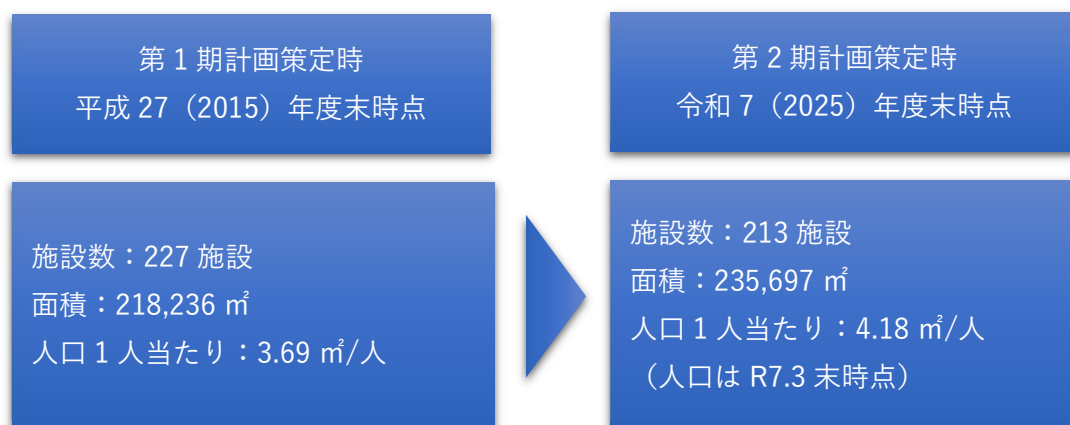 第 1 期計画策定時
平成 27（2015）年度末時点
第 2 期計画策定時
令和 7（2025）年度末時点
施設数：227 施設
面積：218,236 ㎡
人口 1 人当たり：3.69 ㎡/人
施設数：213 施設
面積：235,697 ㎡
人口 1 人当たり：4.18 ㎡/人
（人口は R7.3 末時点）